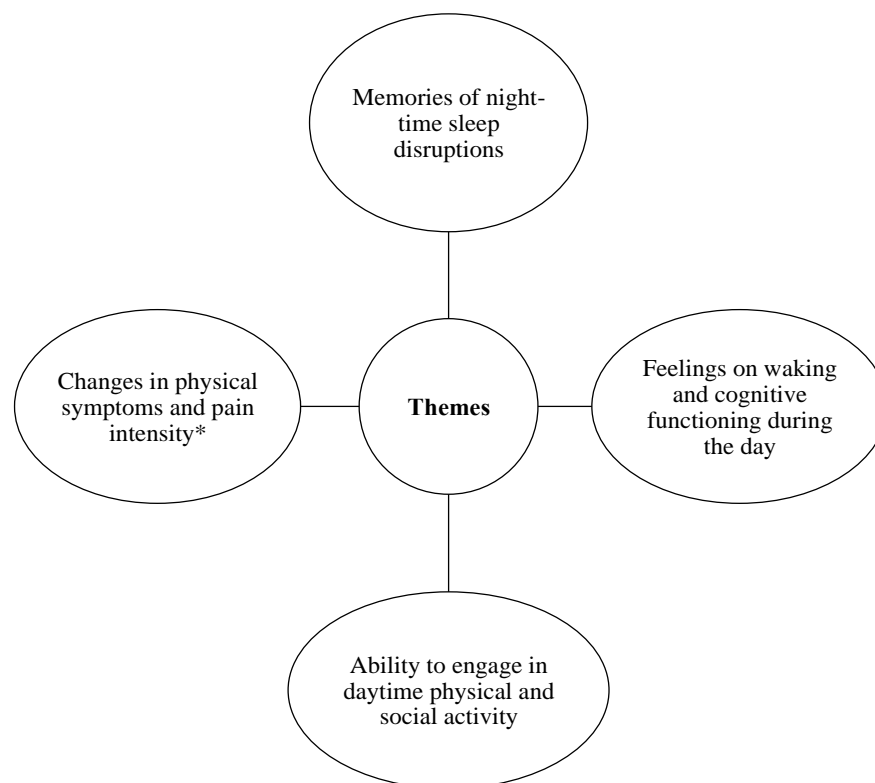 Memories of night-
time sleep
disruptions
Changes in physical
symptoms and pain
intensity*
Themes
Feelings on waking
and cognitive
functioning during
the day
Ability to engage in
daytime physical and
social activity